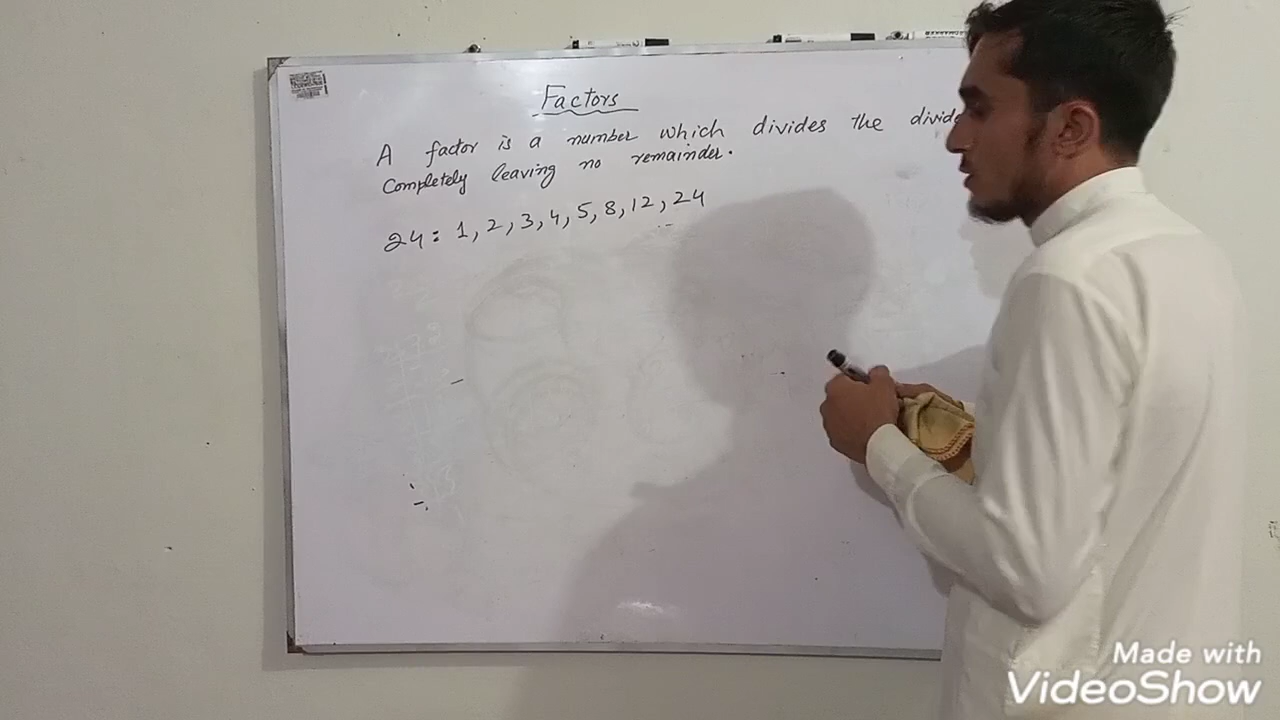 Factors
A factor is a number which divides the divide
Completely leaving no remainder.
24: 1, 2, 3, 4, 5, 8, 12, 24
Made with
VideoShow